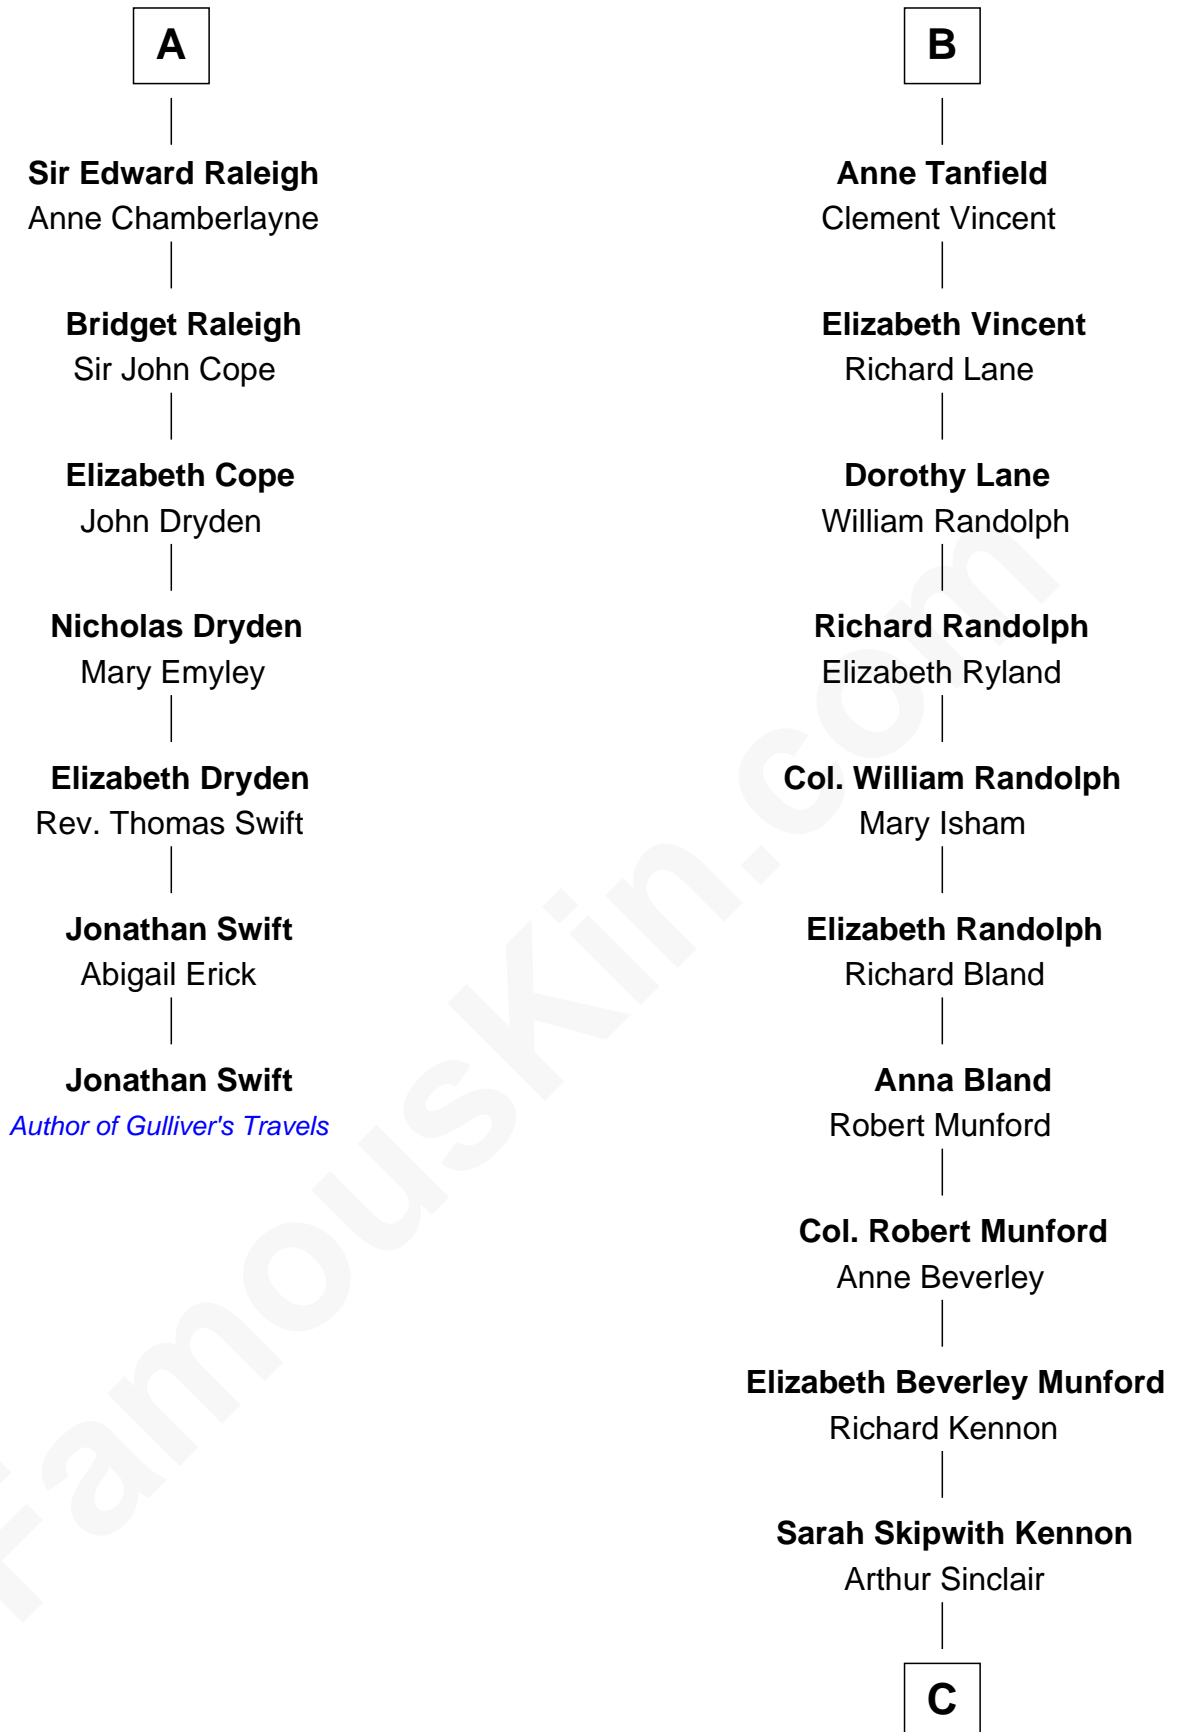 A
Sir Edward Raleigh
Anne Chamberlayne
Bridget Raleigh
Sir John Cope
Elizabeth Cope
John Dryden
Nicholas Dryden
Mary Emyley
Elizabeth Dryden
Rev. Thomas Swift
Jonathan Swift
Abigail Erick
Jonathan Swift
Author of Gulliver's Travels
B
Anne Tanfield
Clement Vincent
Elizabeth Vincent
Richard Lane
Dorothy Lane
William Randolph
Richard Randolph
Elizabeth Ryland
Col. William Randolph
Mary Isham
Elizabeth Randolph
Richard Bland
Anna Bland
Robert Munford
Col. Robert Munford
Anne Beverley
Elizabeth Beverley Munford
Richard Kennon
Sarah Skipwith Kennon
Arthur Sinclair
C
FamousKin.com